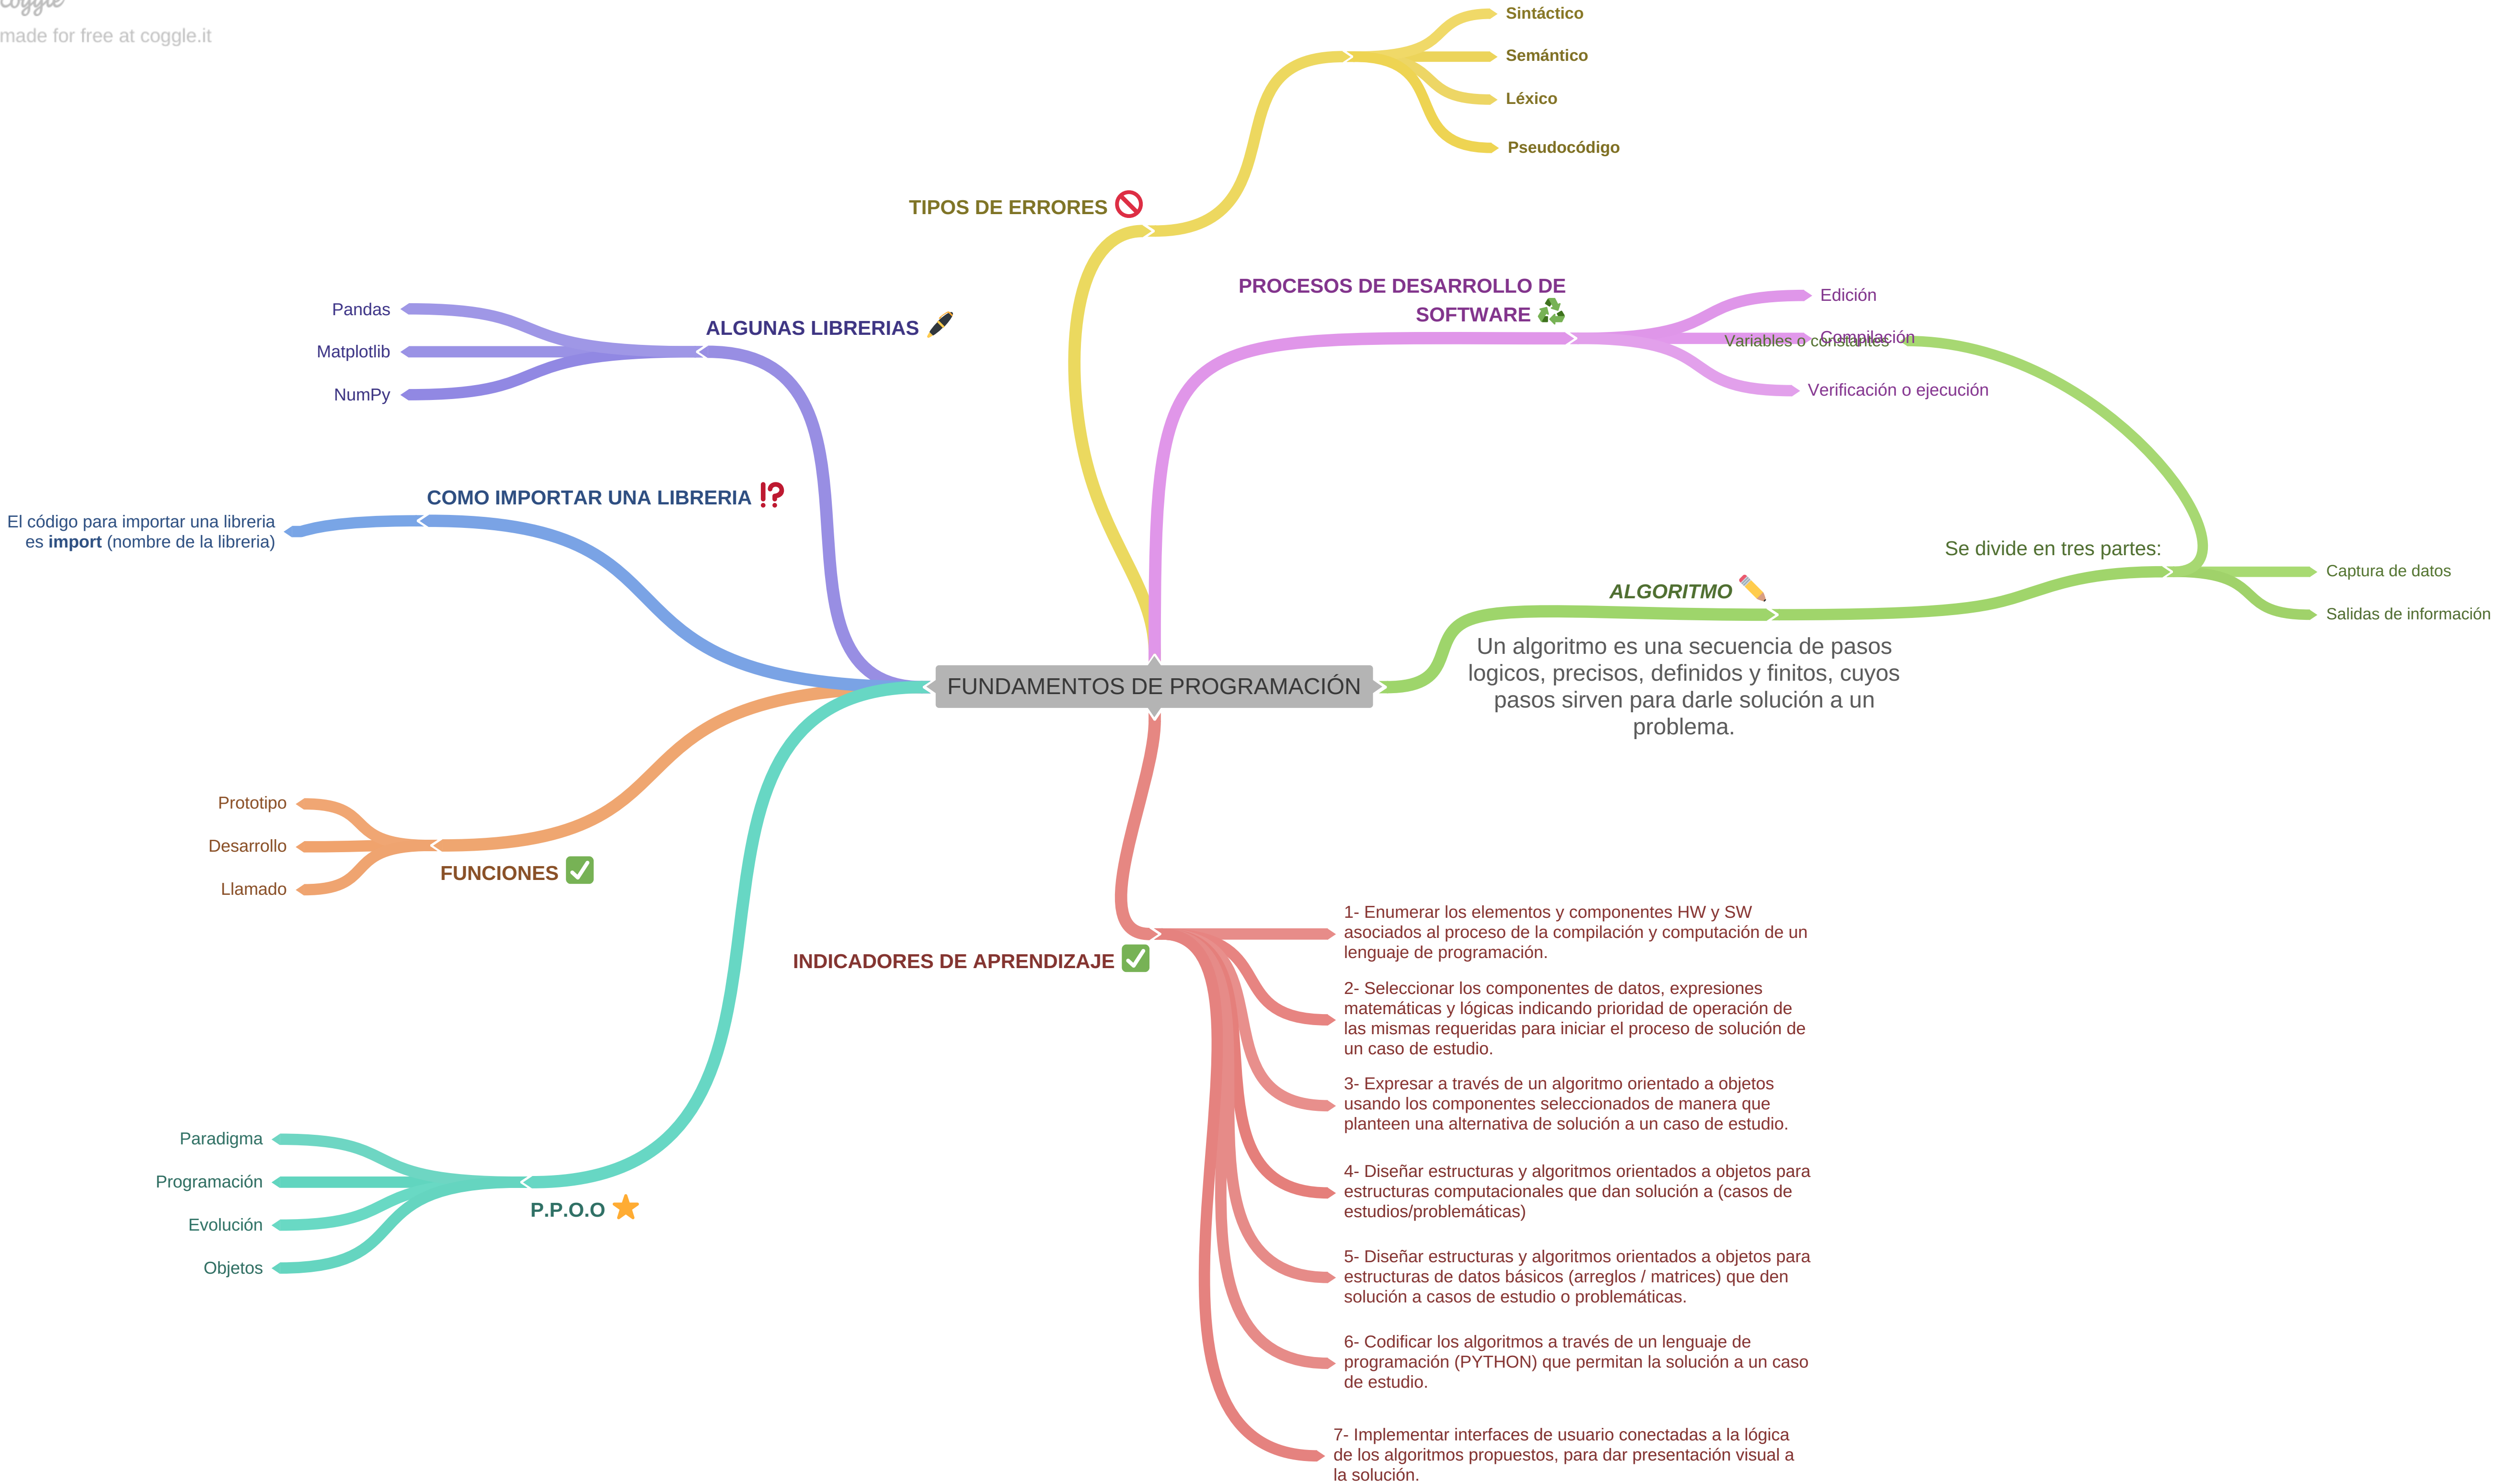 coggle
made for free at coggle.it
Sintáctico
Semántico
Léxico
Pseudocódigo
TIPOS DE ERRORES
PROCESOS DE DESARROLLO DE
SOFTWARE
Edición
Compilación
Verificación o ejecución
Variables o constantes
ALGUNAS LIBRERIAS
Pandas
Matplotlib
NumPy
COMO IMPORTAR UNA LIBRERIA ⁉
El código para importar una libreria
es import (nombre de la libreria)
Se divide en tres partes:
Captura de datos
Salidas de información
ALGORITMO
Un algoritmo es una secuencia de pasos
logicos, precisos, definidos y finitos, cuyos
pasos sirven para darle solución a un
problema.
FUNDAMENTOS DE PROGRAMACIÓN
Prototipo
Desarrollo
Llamado
FUNCIONES
INDICADORES DE APRENDIZAJE
1- Enumerar los elementos y componentes HW y SW
asociados al proceso de la compilación y computación de un
lenguaje de programación.
2- Seleccionar los componentes de datos, expresiones
matemáticas y lógicas indicando prioridad de operación de
las mismas requeridas para iniciar el proceso de solución de
un caso de estudio.
3- Expresar a través de un algoritmo orientado a objetos
usando los componentes seleccionados de manera que
planteen una alternativa de solución a un caso de estudio.
4- Diseñar estructuras y algoritmos orientados a objetos para
estructuras computacionales que dan solución a (casos de
estudios/problemáticas)
5- Diseñar estructuras y algoritmos orientados a objetos para
estructuras de datos básicos (arreglos / matrices) que den
solución a casos de estudio o problemáticas.
6- Codificar los algoritmos a través de un lenguaje de
programación (PYTHON) que permitan la solución a un caso
de estudio.
7- Implementar interfaces de usuario conectadas a la lógica
de los algoritmos propuestos, para dar presentación visual a
la solución.
Paradigma
Programación
Evolución
Objetos
P.P.O.O